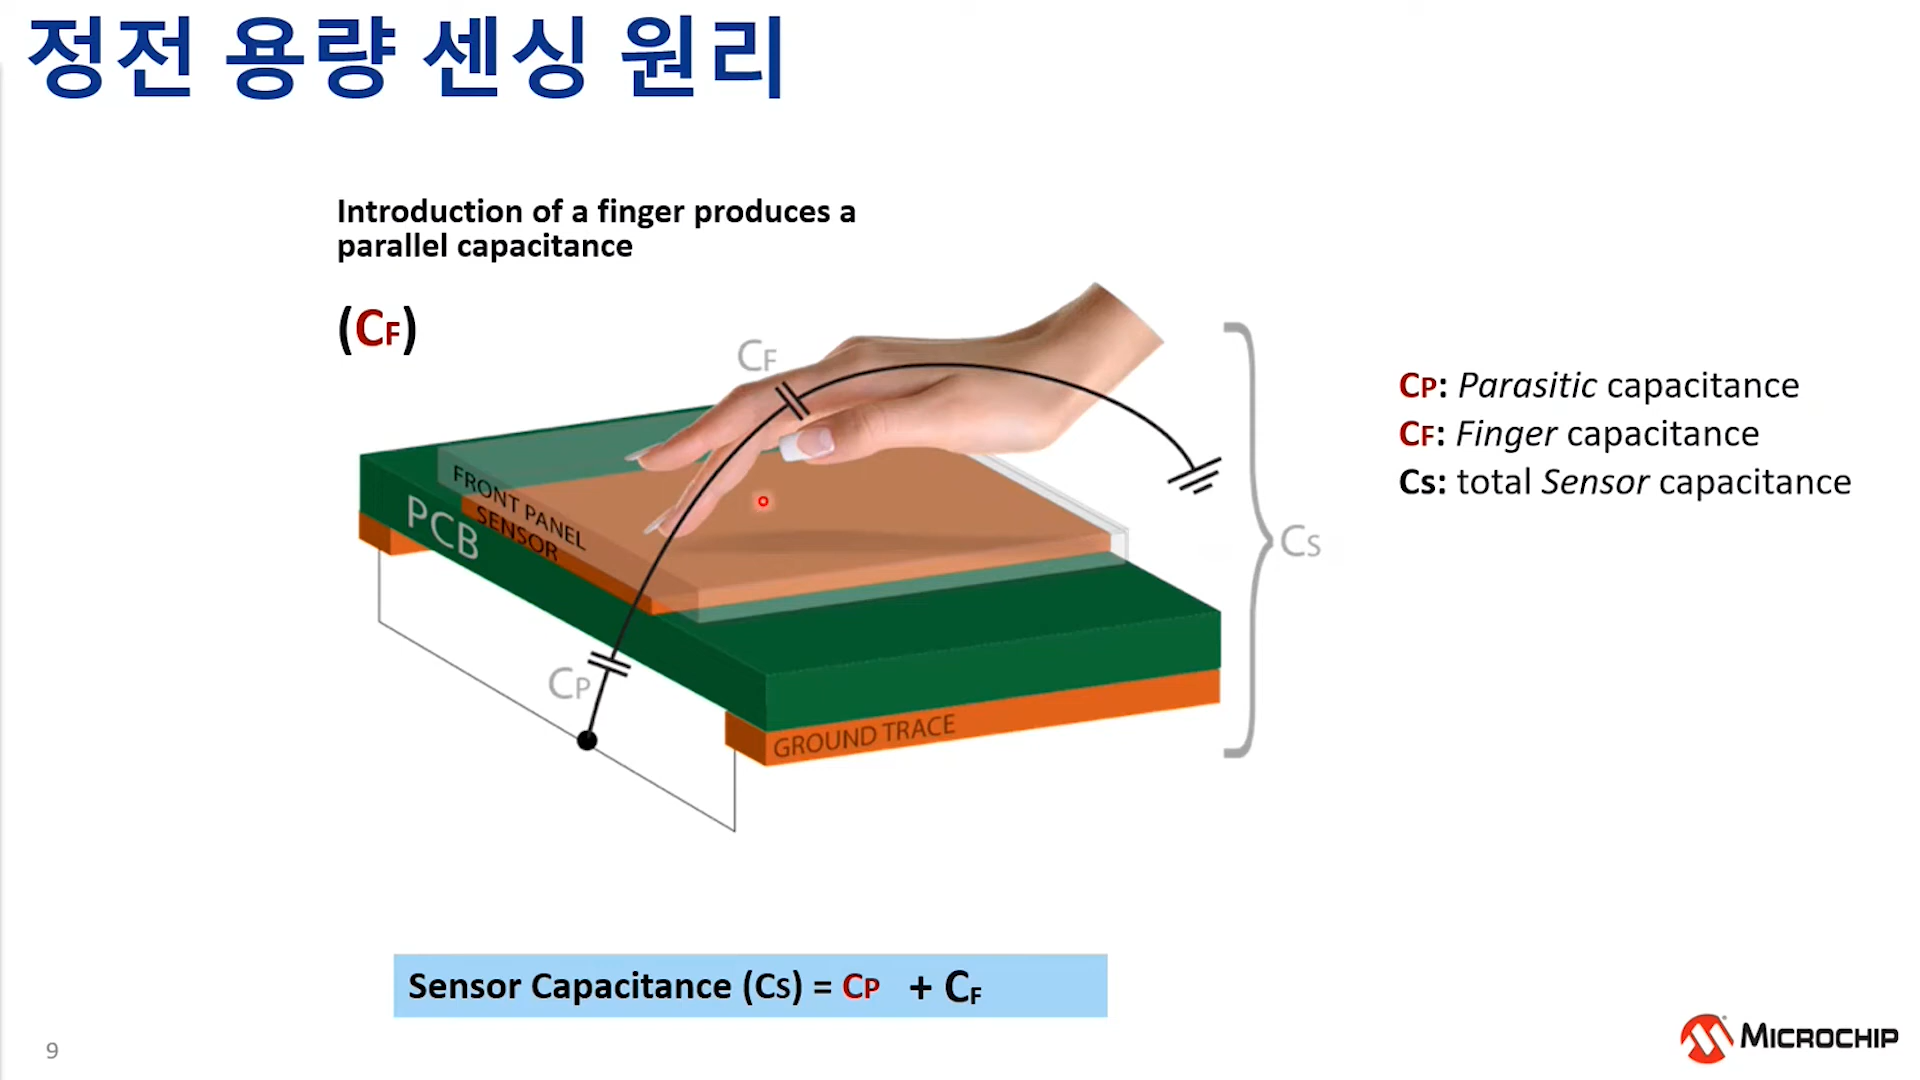 정전 용량 센싱 원리
Introduction of a finger produces a
parallel capacitance
(CF)
CF
CP: Parasitic capacitance
CF: Finger capacitance
Cs: total Sensor capacitance
FRONT PANEL
SENSOR
PCB
CS
CP
GROUND TRACE
Sensor Capacitance (CS) = CP + CF
9
MICROCHIP